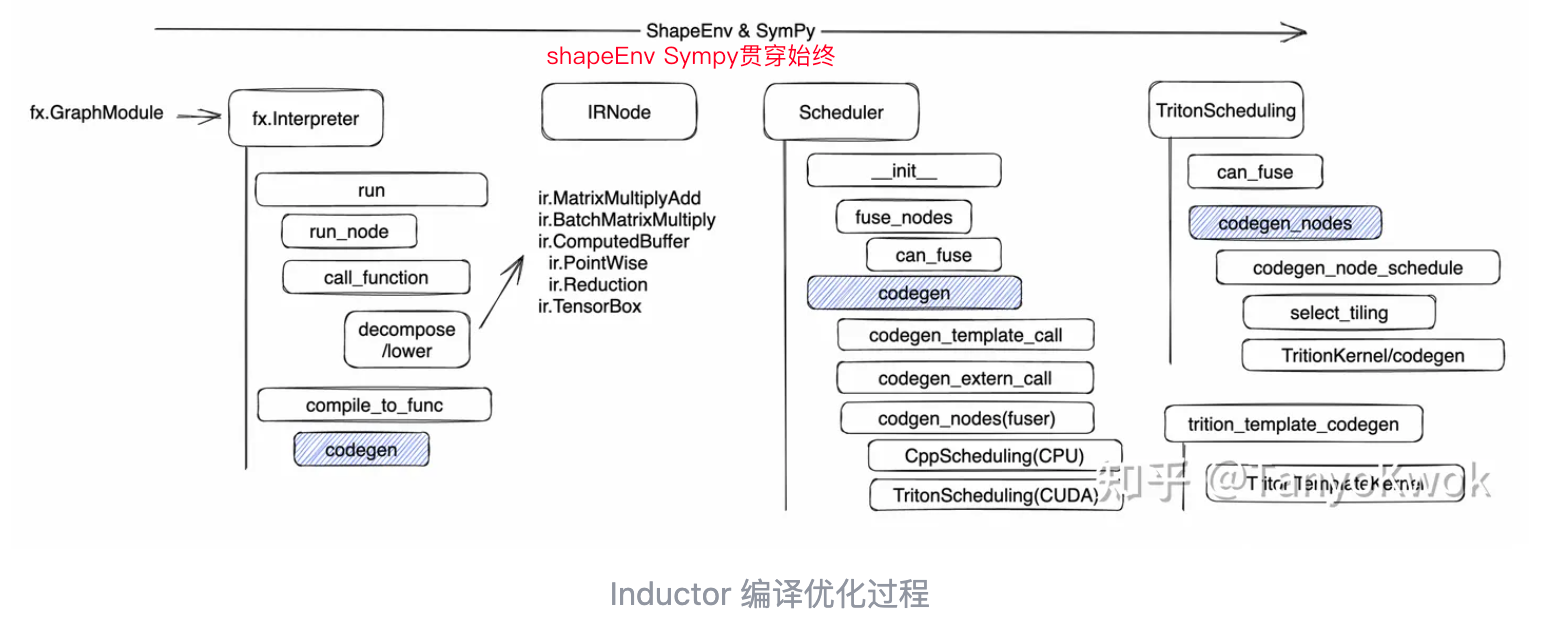 ShapeEnv & SymPy
shapeEnv Sympy贯穿始终
fx.GraphModule
fx.Interpreter
run
run_node
call_function
decompose
/lower
compile_to_func
codegen
IRNode
ir.MatrixMultiplyAdd
ir.BatchMatrixMultiply
ir.ComputedBuffer
ir.PointWise
ir.Reduction
ir.TensorBox
Scheduler
__init__
fuse_nodes
can_fuse
codegen
codegen_template_call
codegen_extern_call
codgen_nodes(fuser)
CppScheduling(CPU)
TritonScheduling(CUDA)
TritonScheduling
can_fuse
codegen_nodes
codegen_node_schedule
select_tiling
TritionKernel/codegen
trition_template_codegen
TritonTemplateKernel
知乎 @TanyoKwok
Inductor 编译优化过程